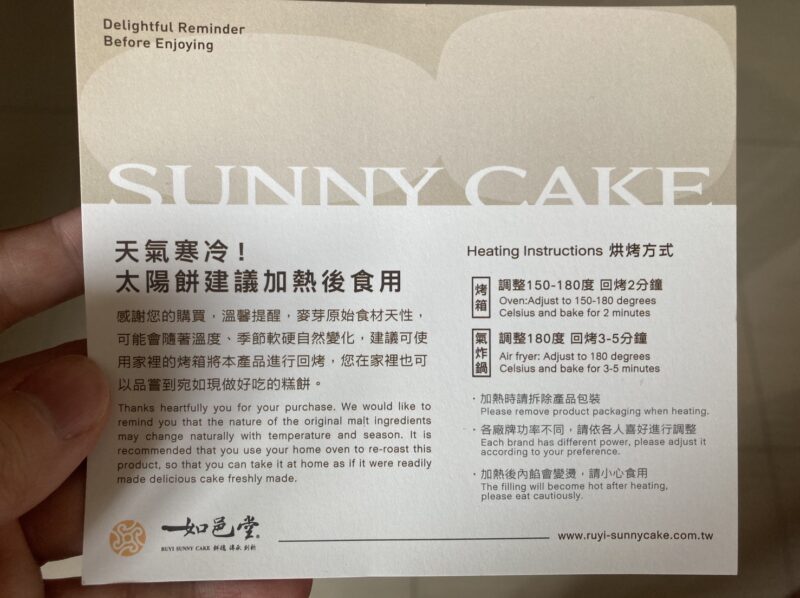 Delightful Reminder
Before Enjoying
SUNNY CAKE
天氣寒冷！
太陽餅建議加熱後食用
感謝您的購買，溫馨提醒，麥芽原始食材天性，
可能會隨著溫度、季節軟硬自然變化，建議可使
用家裡的烤箱將本產品進行回烤，您在家裡也可
以品嘗到宛如現做好吃的糕餅。
Thanks heartfully you for your purchase. We would like to
remind you that the nature of the original malt ingredients
may change naturally with temperature and season. It is
recommended that you use your home oven to re-roast this
product, so that you can take it at home as if it were readily
made delicious cake freshly made.
Heating Instructions 烘烤方式
烤箱 調整150-180度 回烤2分鐘
Oven:Adjust to 150-180 degrees
Celsius and bake for 2 minutes
氣炸鍋 調整180度 回烤3-5分鐘
Air fryer: Adjust to 180 degrees
Celsius and bake for 3-5 minutes
・加熱時請拆除產品包裝
Please remove product packaging when heating.
・各廠牌功率不同，請依各人喜好進行調整
Each brand has different power, please adjust it
according to your preference.
・加熱後內餡會變燙，請小心食用
The filling will become hot after heating,
please eat cautiously.
一如邑堂
RUYI SUNNY CAKE 餅藝 傳承 創新
www.ruyi-sunnycake.com.tw